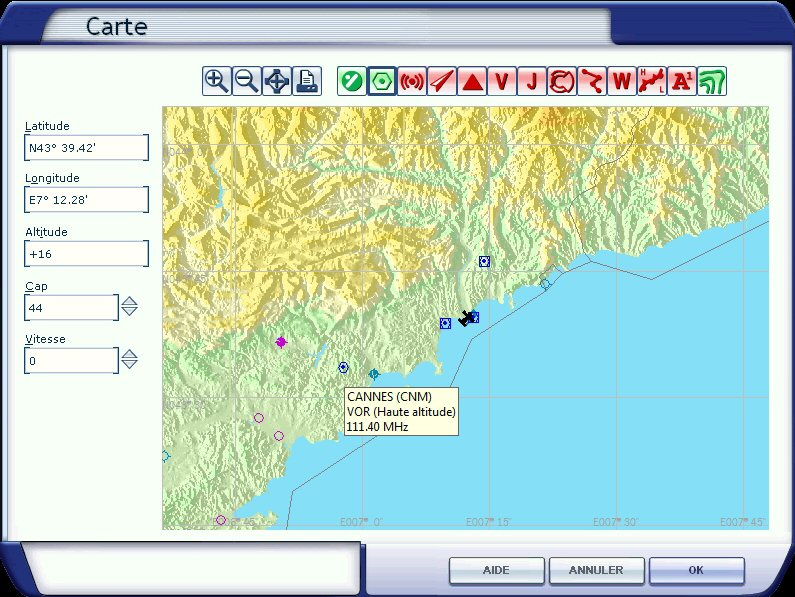 Carte
V J W H L A1
Latitude
N43° 39.42'
Longitude
E7° 12.28'
Altitude
+16
Cap
44
Vitesse
0
CANNES (CNM)
VOR (Haute altitude)
111.40 MHz
E007° 0'
E007° 15'
E007° 30'
E007° 45'
AIDE
ANNULER
OK